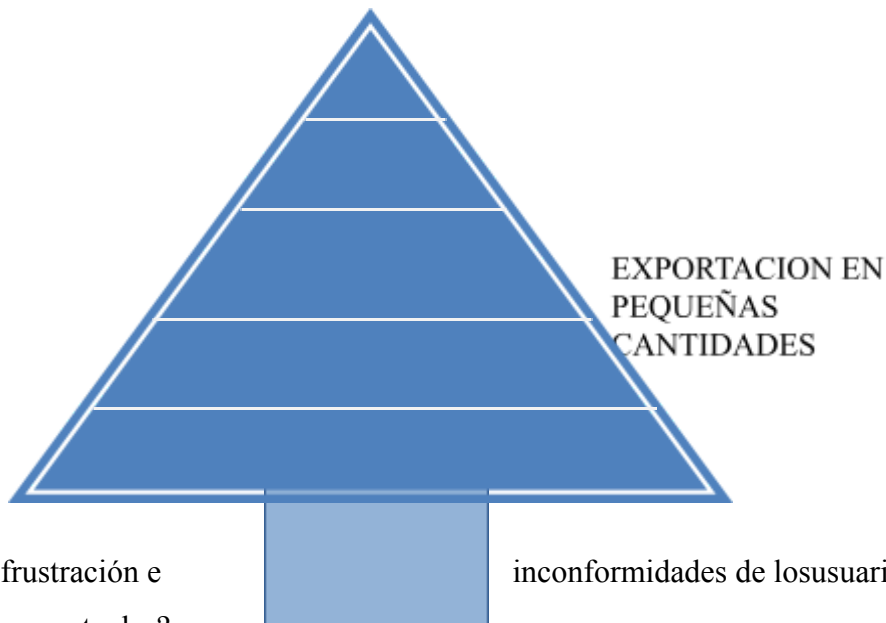 EXPORTACION EN
PEQUEÑAS
CANTIDADES
frustración e inconformidades de losusuari